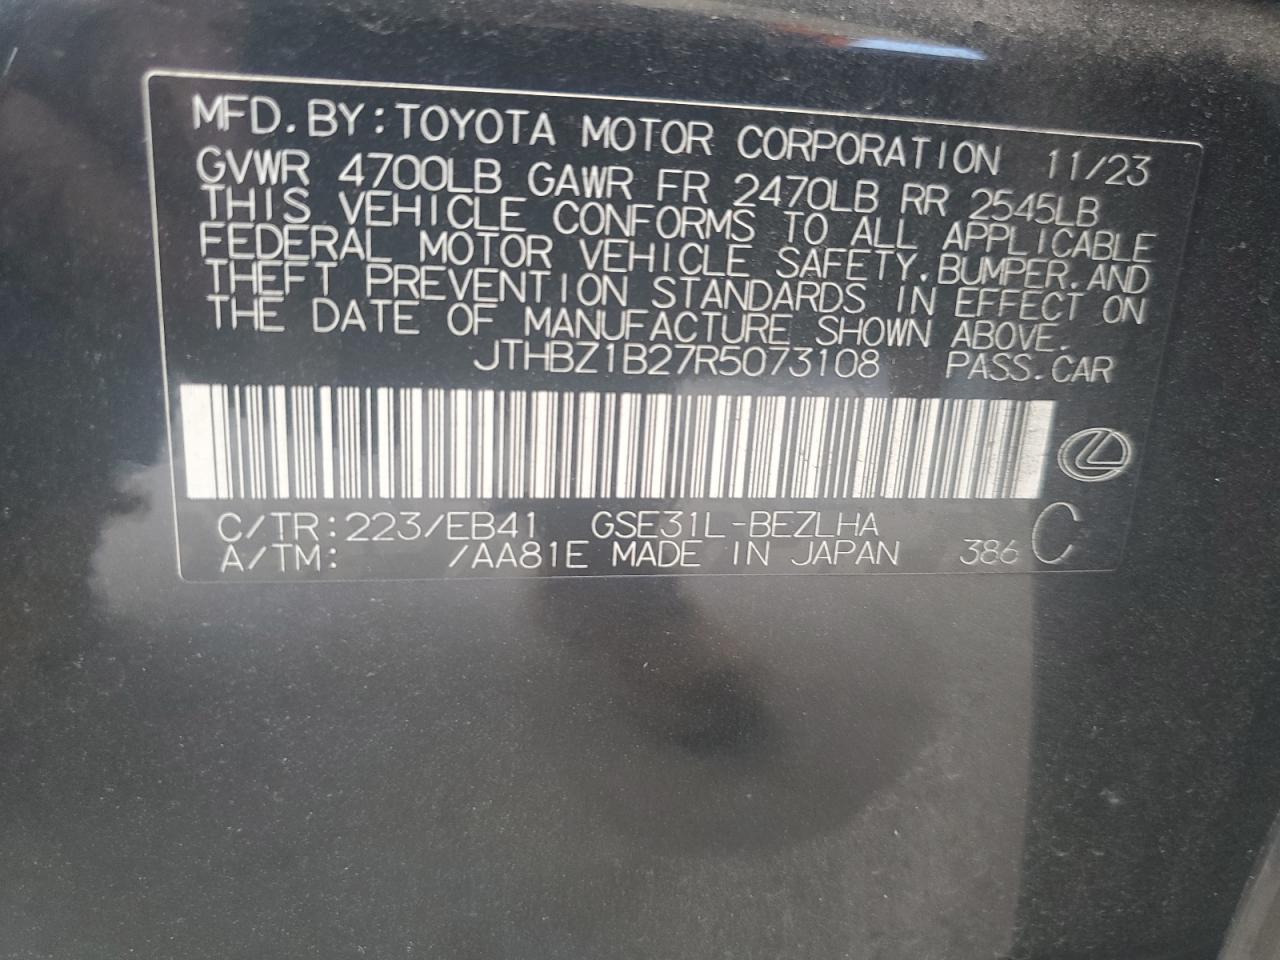 MFD.BY:TOYOTA MOTOR CORPORATION 11/23
GVWR 4700LB GAWR FR 2470LB RR 2545LB
THIS VEHICLE CONFORMS TO ALL APPLICABLE
FEDERAL MOTOR VEHICLE SAFETY,BUMPER,AND
THEFT PREVENTION STANDARDS IN EFFECT ON
THE DATE OF MANUFACTURE SHOWN ABOVE.
JTHBZ1B27R5073108 PASS.CAR
C/TR:223/EB41 GSE31L-BEZLHA
A/TM: /AA81E MADE IN JAPAN 386 C